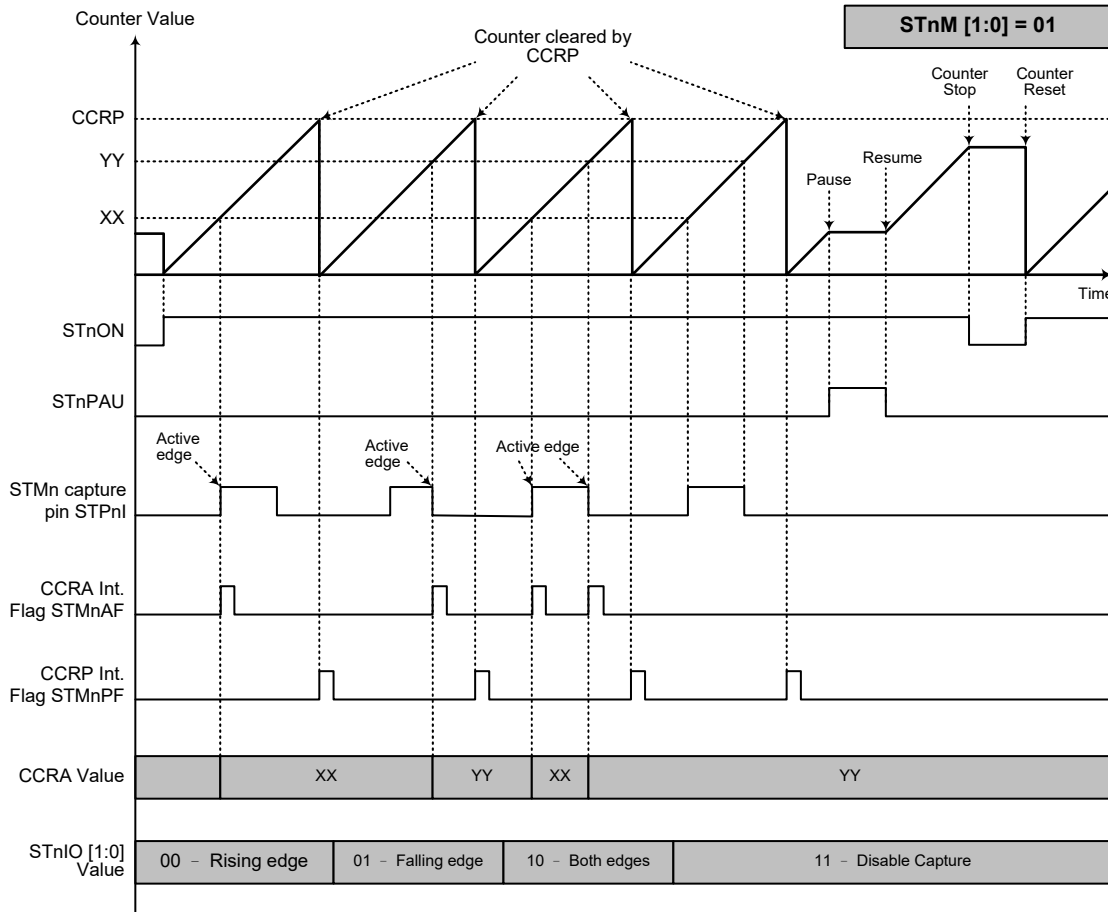 Counter Value
STnM [1:0] = 01
Counter cleared by
CCRP
Counter
Stop
Counter
Reset
CCRP
YY
Resume
Pause
XX
Time
STnON
STnPAU
Active
edge
Active
edge
Active edge
STMn capture
pin STPnI
CCRA Int.
Flag STMnAF
CCRP Int.
Flag STMnPF
CCRA Value
XX
YY
XX
YY
STnIO [1:0]
Value
00 – Rising edge
01 – Falling edge
10 – Both edges
11 – Disable Capture